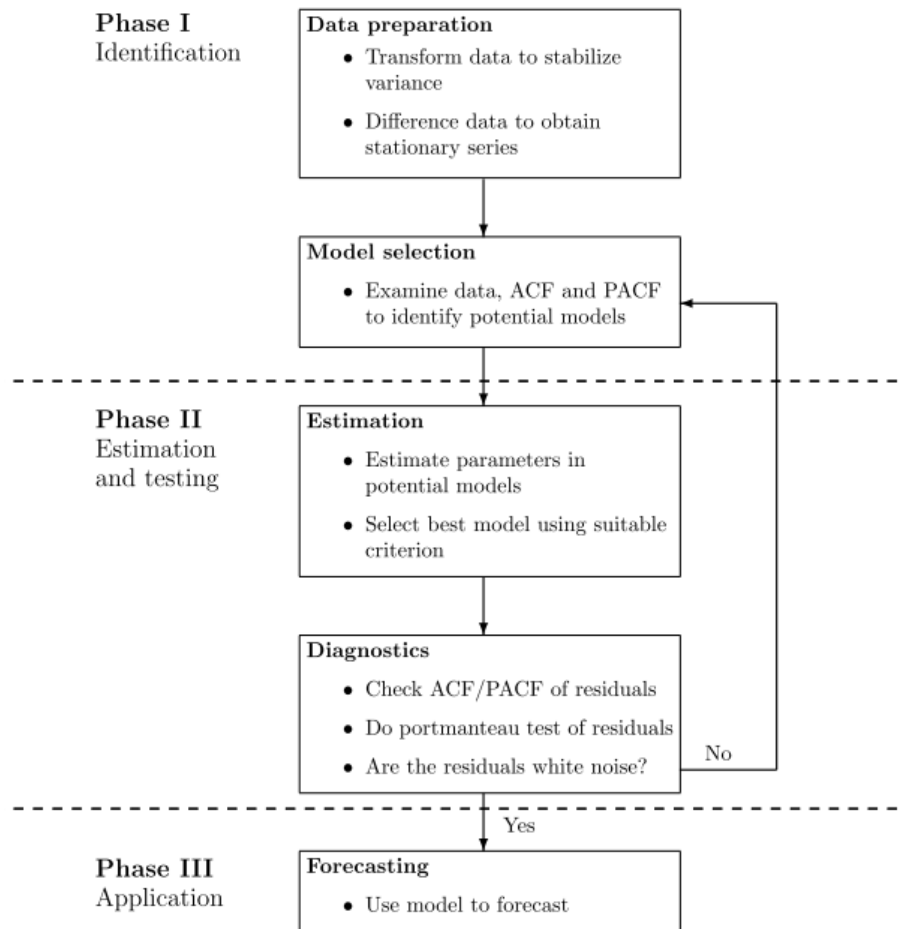 Phase I
Identification
Data preparation
• Transform data to stabilize
variance
• Difference data to obtain
stationary series
Model selection
• Examine data, ACF and PACF
to identify potential models
Phase II
Estimation
and testing
Estimation
• Estimate parameters in
potential models
• Select best model using suitable
criterion
Diagnostics
• Check ACF/PACF of residuals
• Do portmanteau test of residuals
• Are the residuals white noise?
No
Yes
Phase III
Application
Forecasting
• Use model to forecast